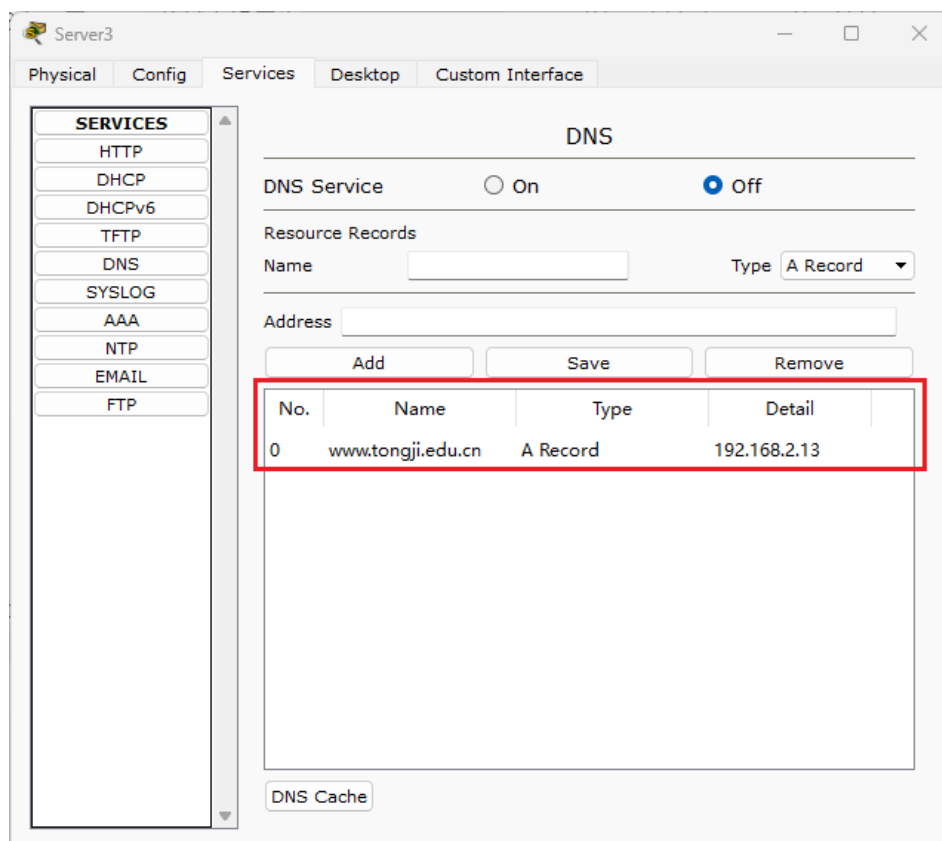 Server3
Physical Config Services Desktop Custom Interface
SERVICES
HTTP
DHCP
DHCPv6
TFTP
DNS
SYSLOG
AAA
NTP
EMAIL
FTP
DNS
DNS Service On Off
Resource Records
Name Type A Record
Address
Add Save Remove
No. Name Type Detail
0 www.tongji.edu.cn A Record 192.168.2.13
DNS Cache